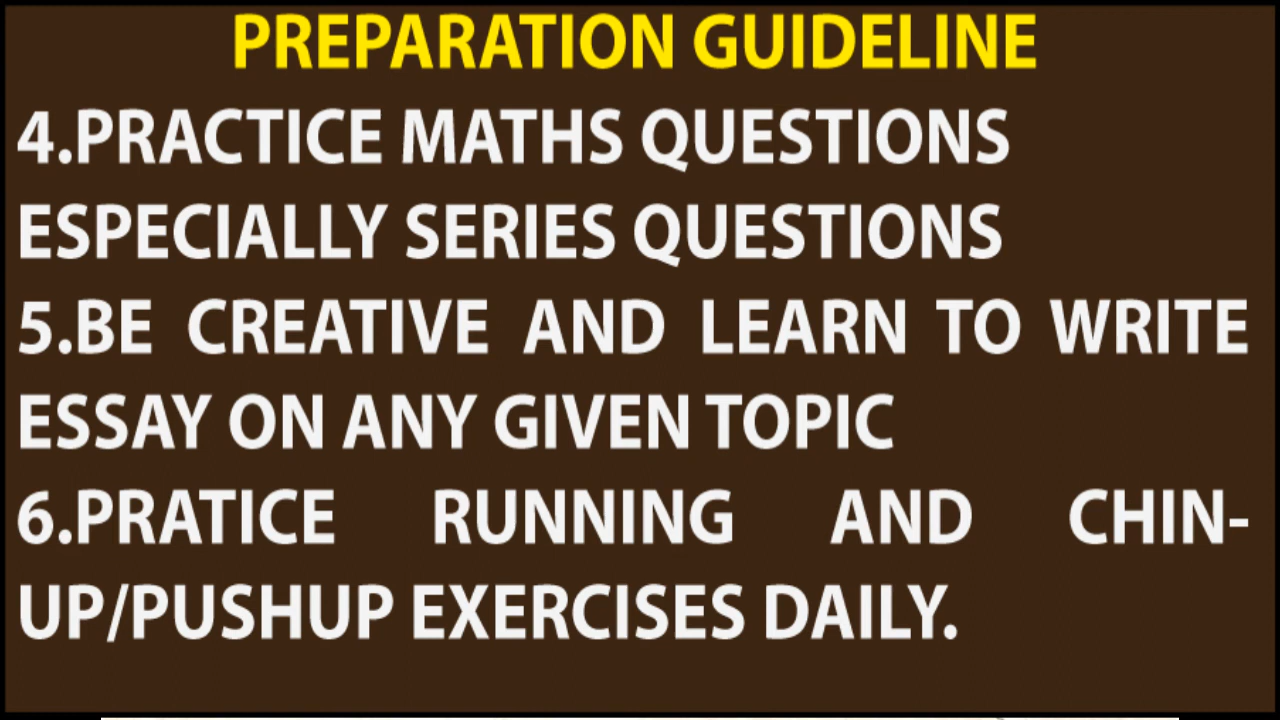 PREPARATION GUIDELINE
4.PRACTICE MATHS QUESTIONS
ESPECIALLY SERIES QUESTIONS
5.BE CREATIVE AND LEARN TO WRITE
ESSAY ON ANY GIVEN TOPIC
6.PRATICE RUNNING AND CHIN-
UP/PUSHUP EXERCISES DAILY.